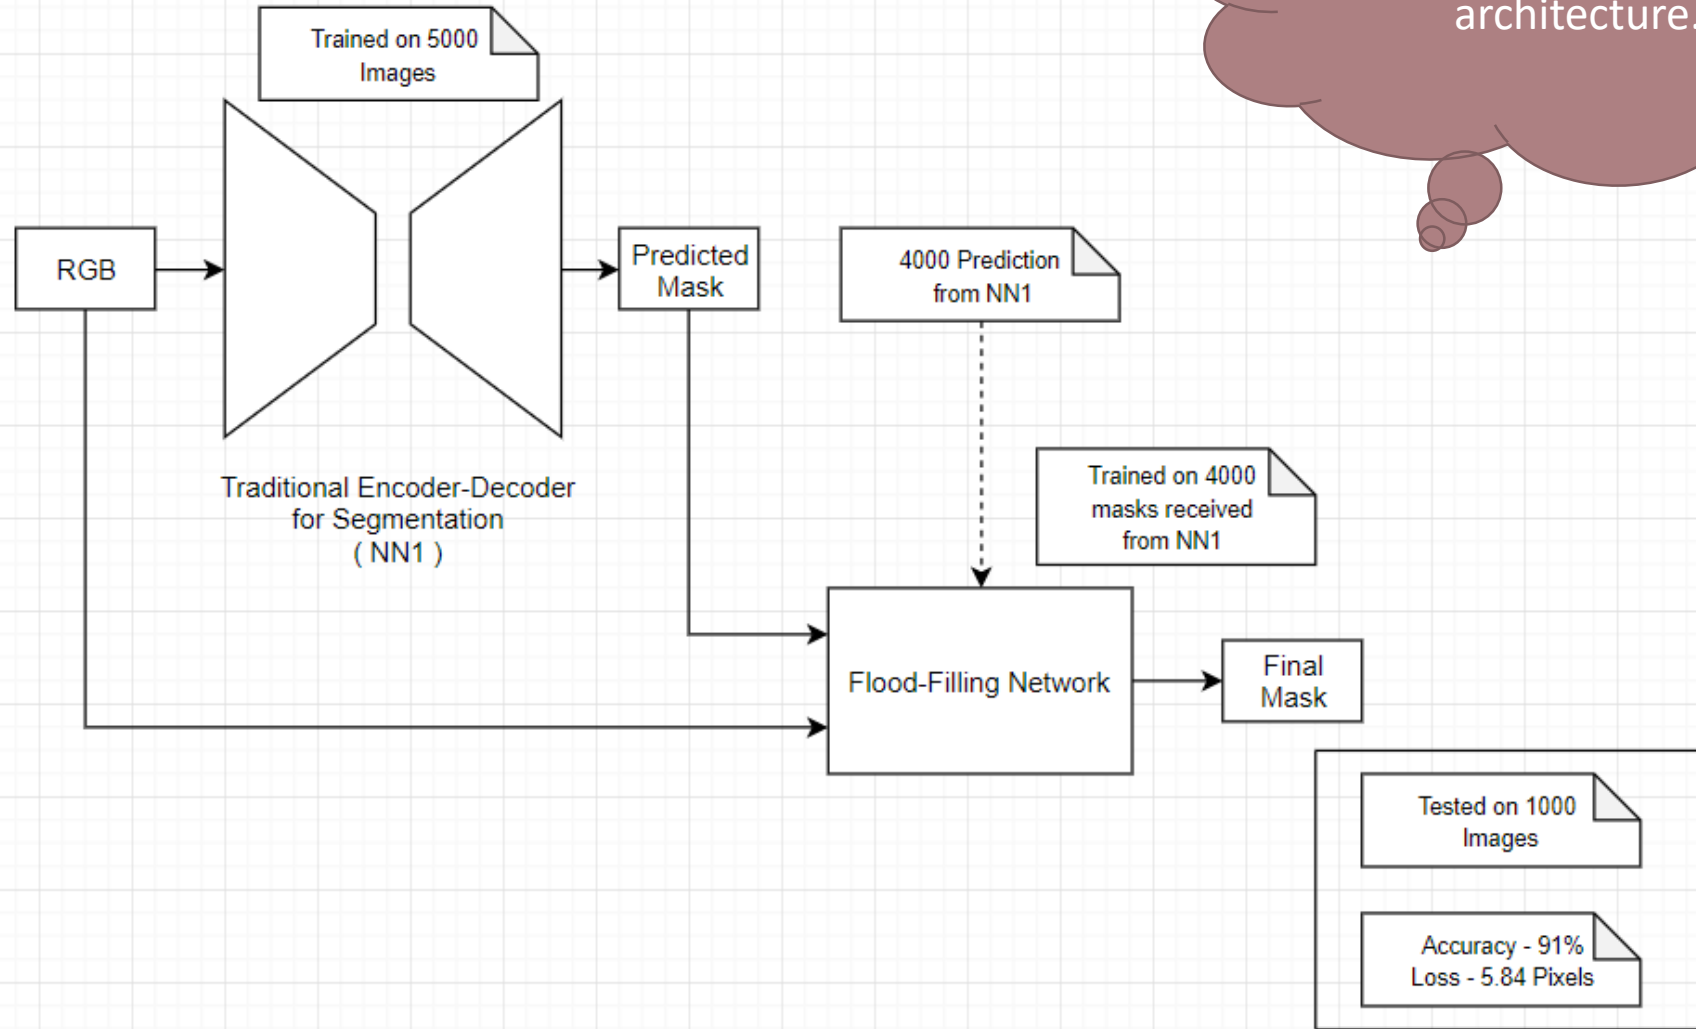 architecture.
Trained on 5000
Images
RGB
Predicted
Mask
4000 Prediction
from NN1
Traditional Encoder-Decoder
for Segmentation
( NN1 )
Trained on 4000
masks received
from NN1
Flood-Filling Network
Final
Mask
Tested on 1000
Images
Accuracy - 91%
Loss - 5.84 Pixels